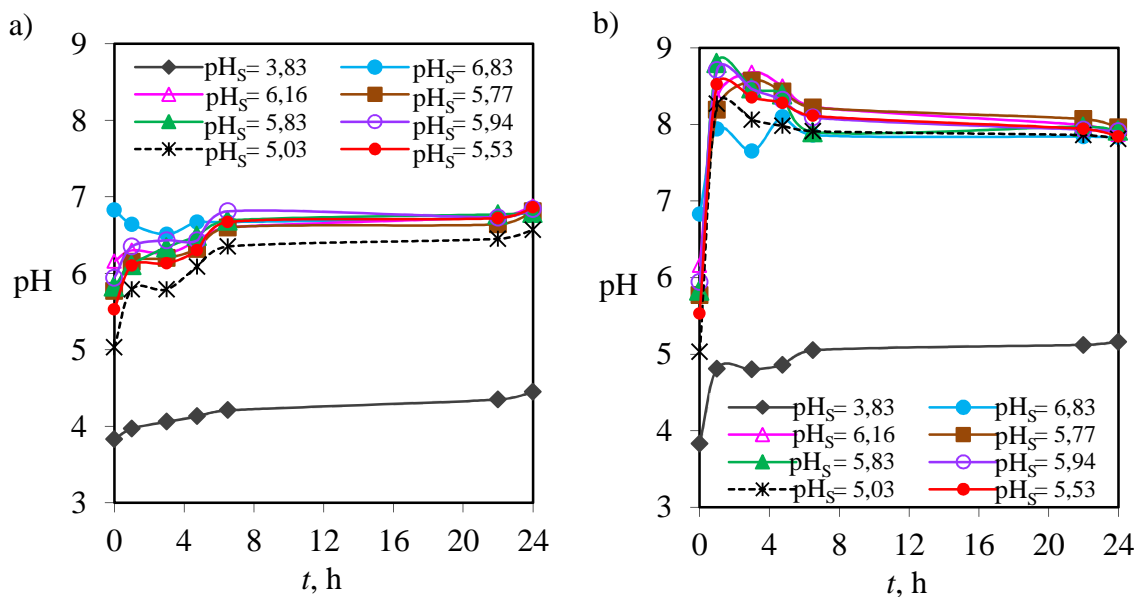 a)
9
8
7
6
5
4
3
pH
pH_S= 3,83 pH_S= 6,83
pH_S= 6,16 pH_S= 5,77
pH_S= 5,83 pH_S= 5,94
pH_S= 5,03 pH_S= 5,53
0 4 8 12 16 20 24
t, h
b)
9
8
7
6
5
4
3
pH
pH_S= 3,83 pH_S= 6,83
pH_S= 6,16 pH_S= 5,77
pH_S= 5,83 pH_S= 5,94
pH_S= 5,03 pH_S= 5,53
0 4 8 12 16 20 24
t, h